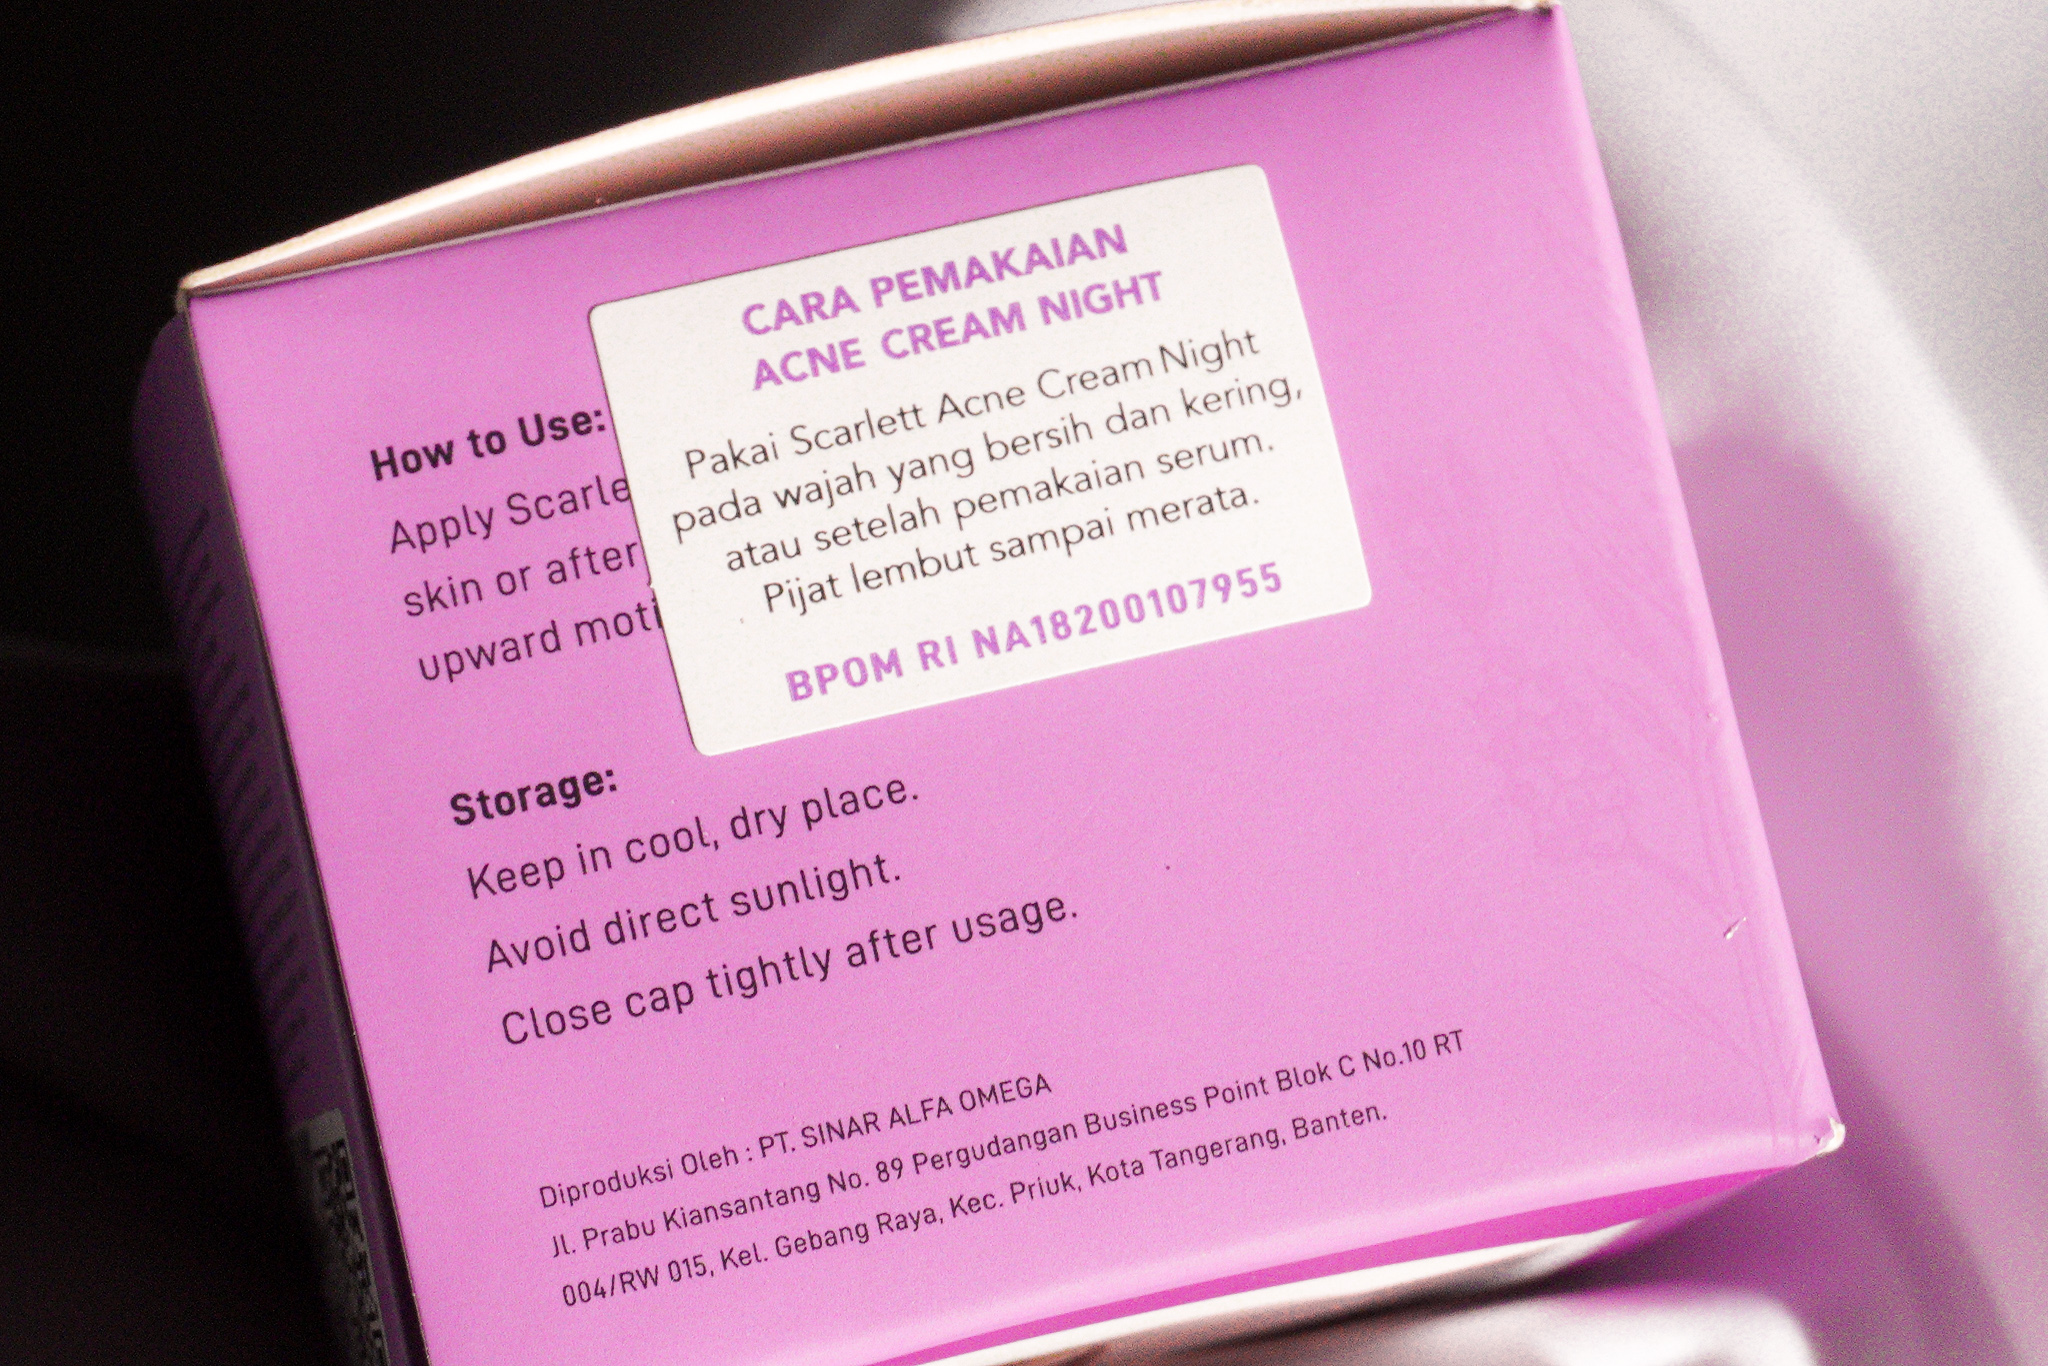 CARA PEMAKAIAN
ACNE CREAM NIGHT
Pakai Scarlett Acne Cream Night
pada wajah yang bersih dan kering,
atau setelah pemakaian serum.
Pijat lembut sampai merata.
BPOM RI NA18200107955
How to Use:
Apply Scarle
skin or after
upward moti
Storage:
Keep in cool, dry place.
Avoid direct sunlight.
Close cap tightly after usage.
Diproduksi Oleh : PT. SINAR ALFA OMEGA
Jl. Prabu Kiansantang No. 89 Pergudangan Business Point Blok C No.10 RT
004/RW 015, Kel. Gebang Raya, Kec. Priuk, Kota Tangerang, Banten.